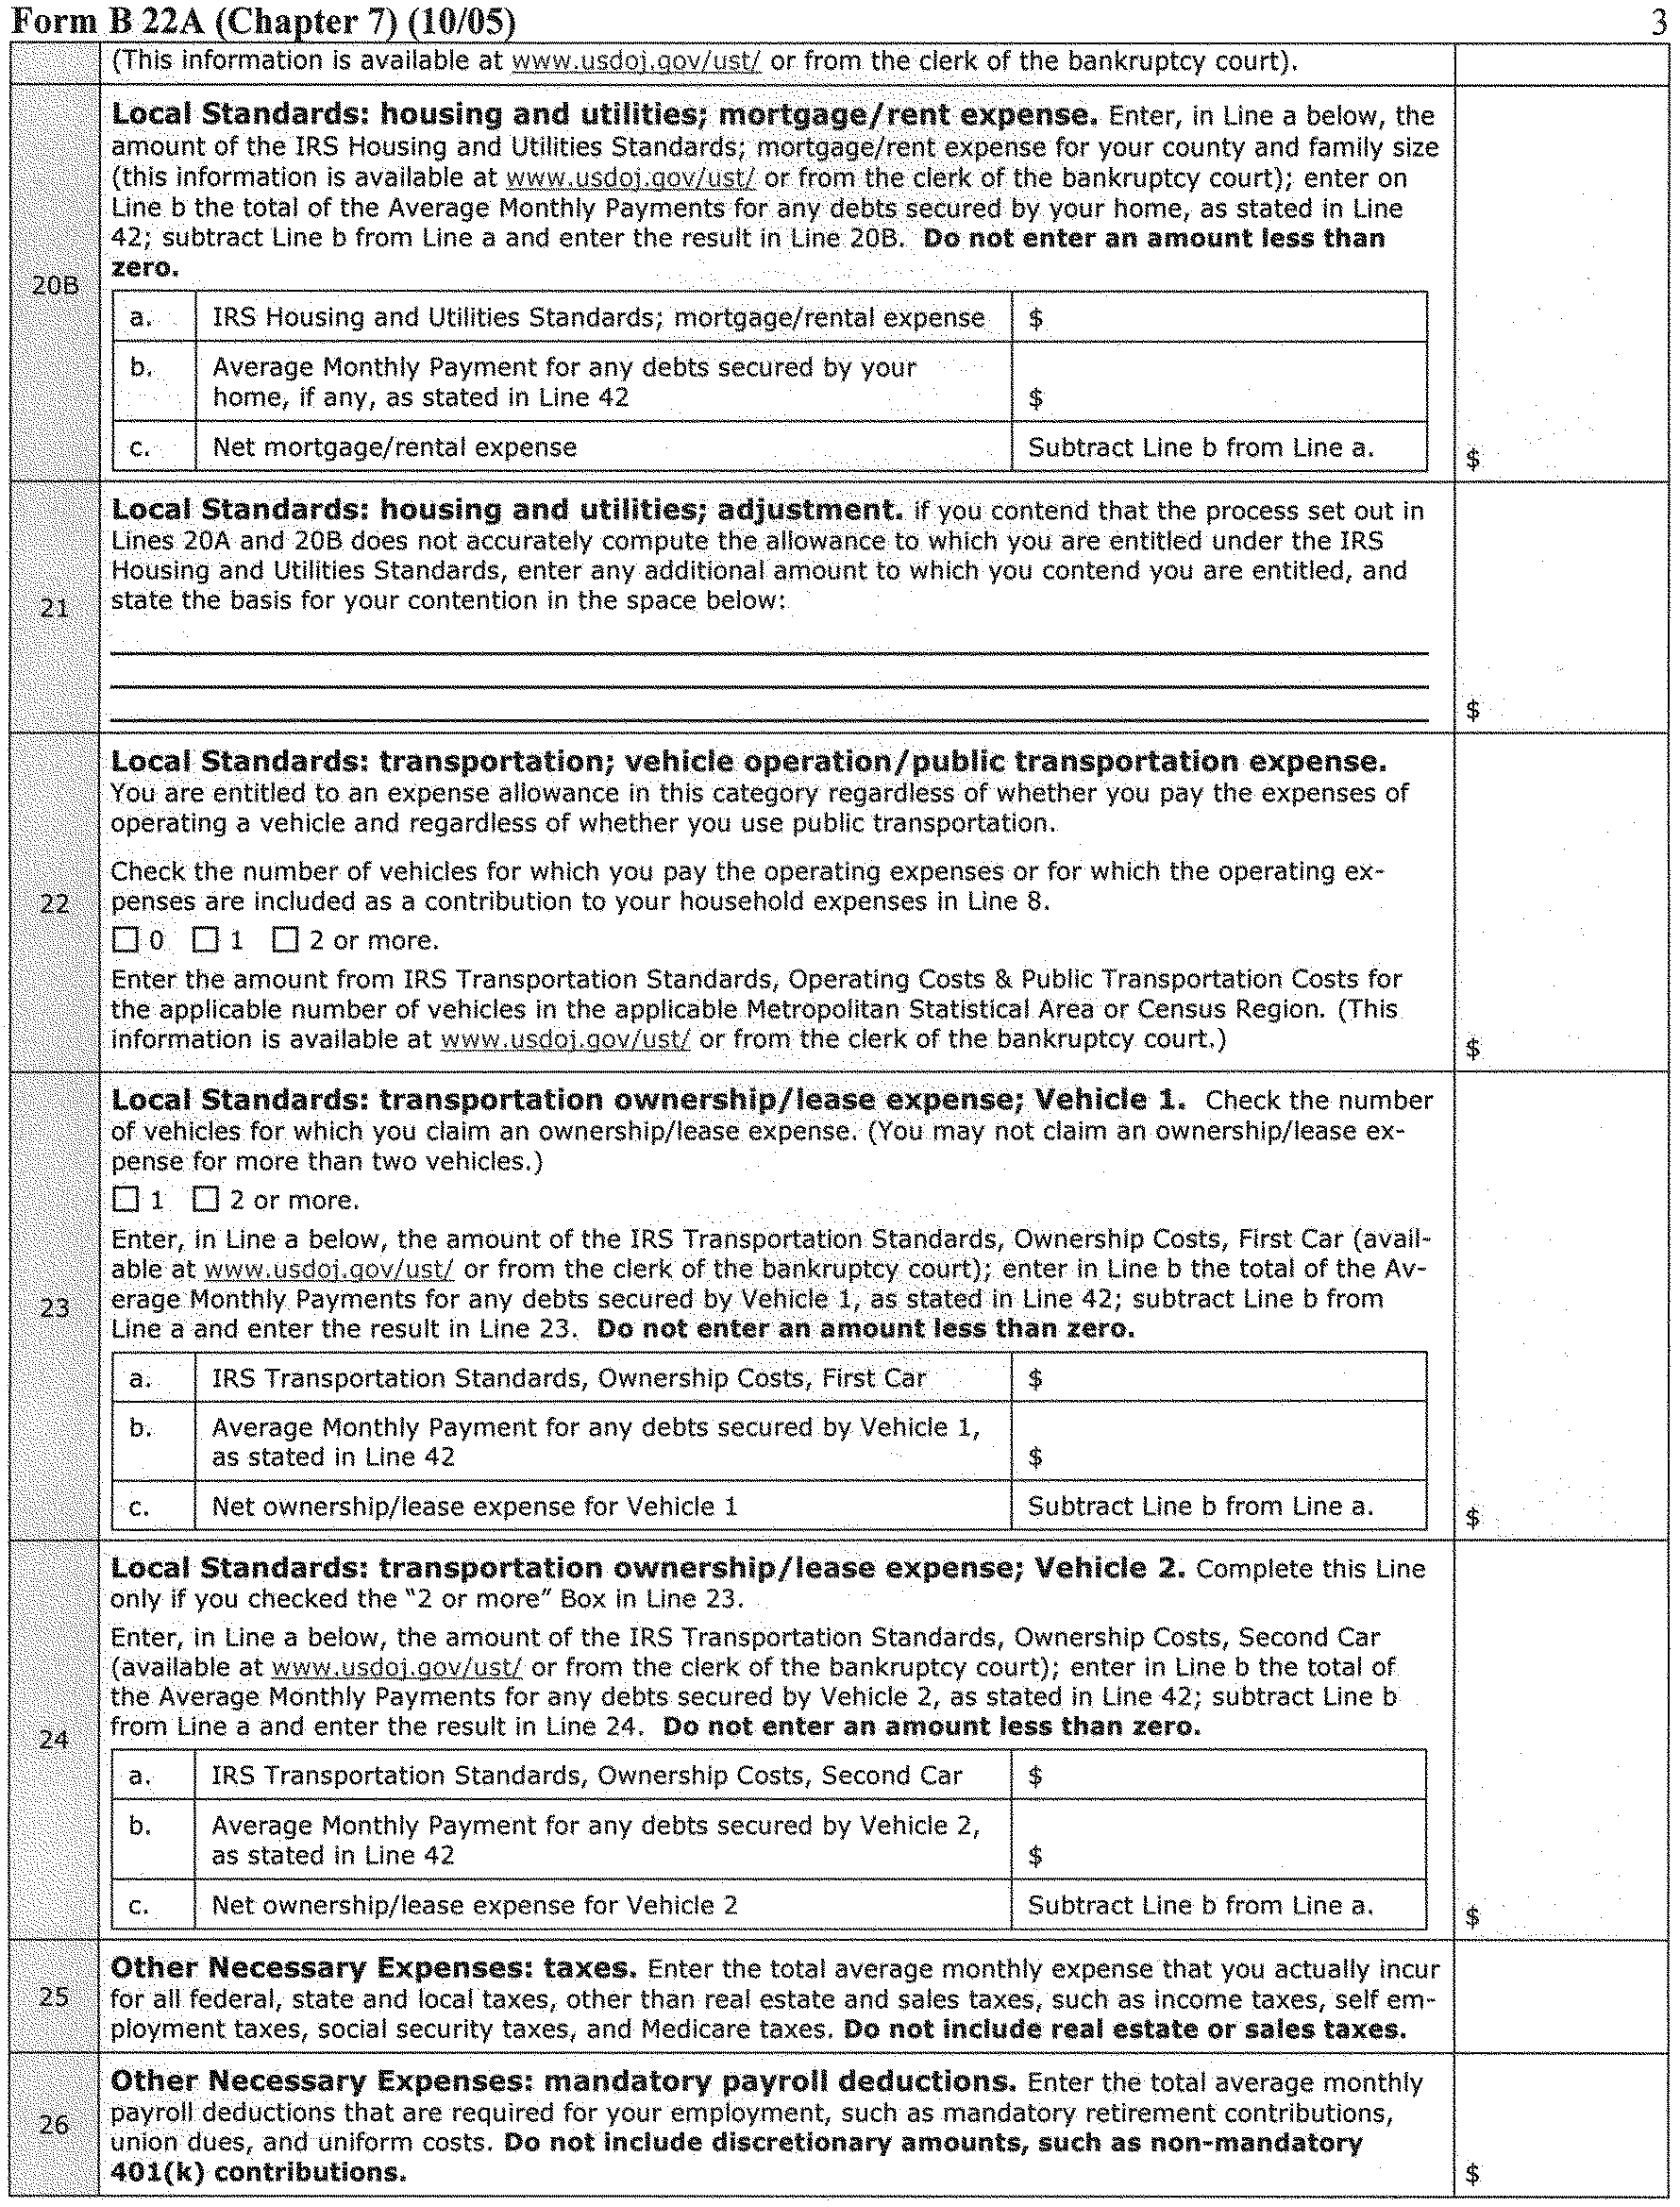 Form B 22A (Chapter 7) (10/05) 3
(This information is available at www.usdoj.gov/ust/ or from the clerk of the bankruptcy court).
20B
Local Standards: housing and utilities; mortgage/rent expense. Enter, in Line a below, the
amount of the IRS Housing and Utilities Standards; mortgage/rent expense for your county and family size
(this information is available at www.usdoj.gov/ust/ or from the clerk of the bankruptcy court); enter on
Line b the total of the Average Monthly Payments for any debts secured by your home, as stated in Line
42; subtract Line b from Line a and enter the result in Line 20B. Do not enter an amount less than
zero.
a. IRS Housing and Utilities Standards; mortgage/rental expense $
b. Average Monthly Payment for any debts secured by your
home, if any, as stated in Line 42 $
c. Net mortgage/rental expense Subtract Line b from Line a. $
21
Local Standards: housing and utilities; adjustment. if you contend that the process set out in
Lines 20A and 20B does not accurately compute the allowance to which you are entitled under the IRS
Housing and Utilities Standards, enter any additional amount to which you contend you are entitled, and
state the basis for your contention in the space below:
$
22
Local Standards: transportation; vehicle operation/public transportation expense.
You are entitled to an expense allowance in this category regardless of whether you pay the expenses of
operating a vehicle and regardless of whether you use public transportation.
Check the number of vehicles for which you pay the operating expenses or for which the operating ex-
penses are included as a contribution to your household expenses in Line 8.
☐ 0 ☐ 1 ☐ 2 or more.
Enter the amount from IRS Transportation Standards, Operating Costs & Public Transportation Costs for
the applicable number of vehicles in the applicable Metropolitan Statistical Area or Census Region. (This
information is available at www.usdoj.gov/ust/ or from the clerk of the bankruptcy court.) $
23
Local Standards: transportation ownership/lease expense; Vehicle 1. Check the number
of vehicles for which you claim an ownership/lease expense. (You may not claim an ownership/lease ex-
pense for more than two vehicles.)
☐ 1 ☐ 2 or more.
Enter, in Line a below, the amount of the IRS Transportation Standards, Ownership Costs, First Car (avail-
able at www.usdoj.gov/ust/ or from the clerk of the bankruptcy court); enter in Line b the total of the Av-
erage Monthly Payments for any debts secured by Vehicle 1, as stated in Line 42; subtract Line b from
Line a and enter the result in Line 23. Do not enter an amount less than zero.
a. IRS Transportation Standards, Ownership Costs, First Car $
b. Average Monthly Payment for any debts secured by Vehicle 1,
as stated in Line 42 $
c. Net ownership/lease expense for Vehicle 1 Subtract Line b from Line a. $
24
Local Standards: transportation ownership/lease expense; Vehicle 2. Complete this Line
only if you checked the "2 or more" Box in Line 23.
Enter, in Line a below, the amount of the IRS Transportation Standards, Ownership Costs, Second Car
(available at www.usdoj.gov/ust/ or from the clerk of the bankruptcy court); enter in Line b the total of
the Average Monthly Payments for any debts secured by Vehicle 2, as stated in Line 42; subtract Line b
from Line a and enter the result in Line 24. Do not enter an amount less than zero.
a. IRS Transportation Standards, Ownership Costs, Second Car $
b. Average Monthly Payment for any debts secured by Vehicle 2,
as stated in Line 42 $
c. Net ownership/lease expense for Vehicle 2 Subtract Line b from Line a. $
25
Other Necessary Expenses: taxes. Enter the total average monthly expense that you actually incur
for all federal, state and local taxes, other than real estate and sales taxes, such as income taxes, self em-
ployment taxes, social security taxes, and Medicare taxes. Do not include real estate or sales taxes.
26
Other Necessary Expenses: mandatory payroll deductions. Enter the total average monthly
payroll deductions that are required for your employment, such as mandatory retirement contributions,
union dues, and uniform costs. Do not include discretionary amounts, such as non-mandatory
401(k) contributions. $